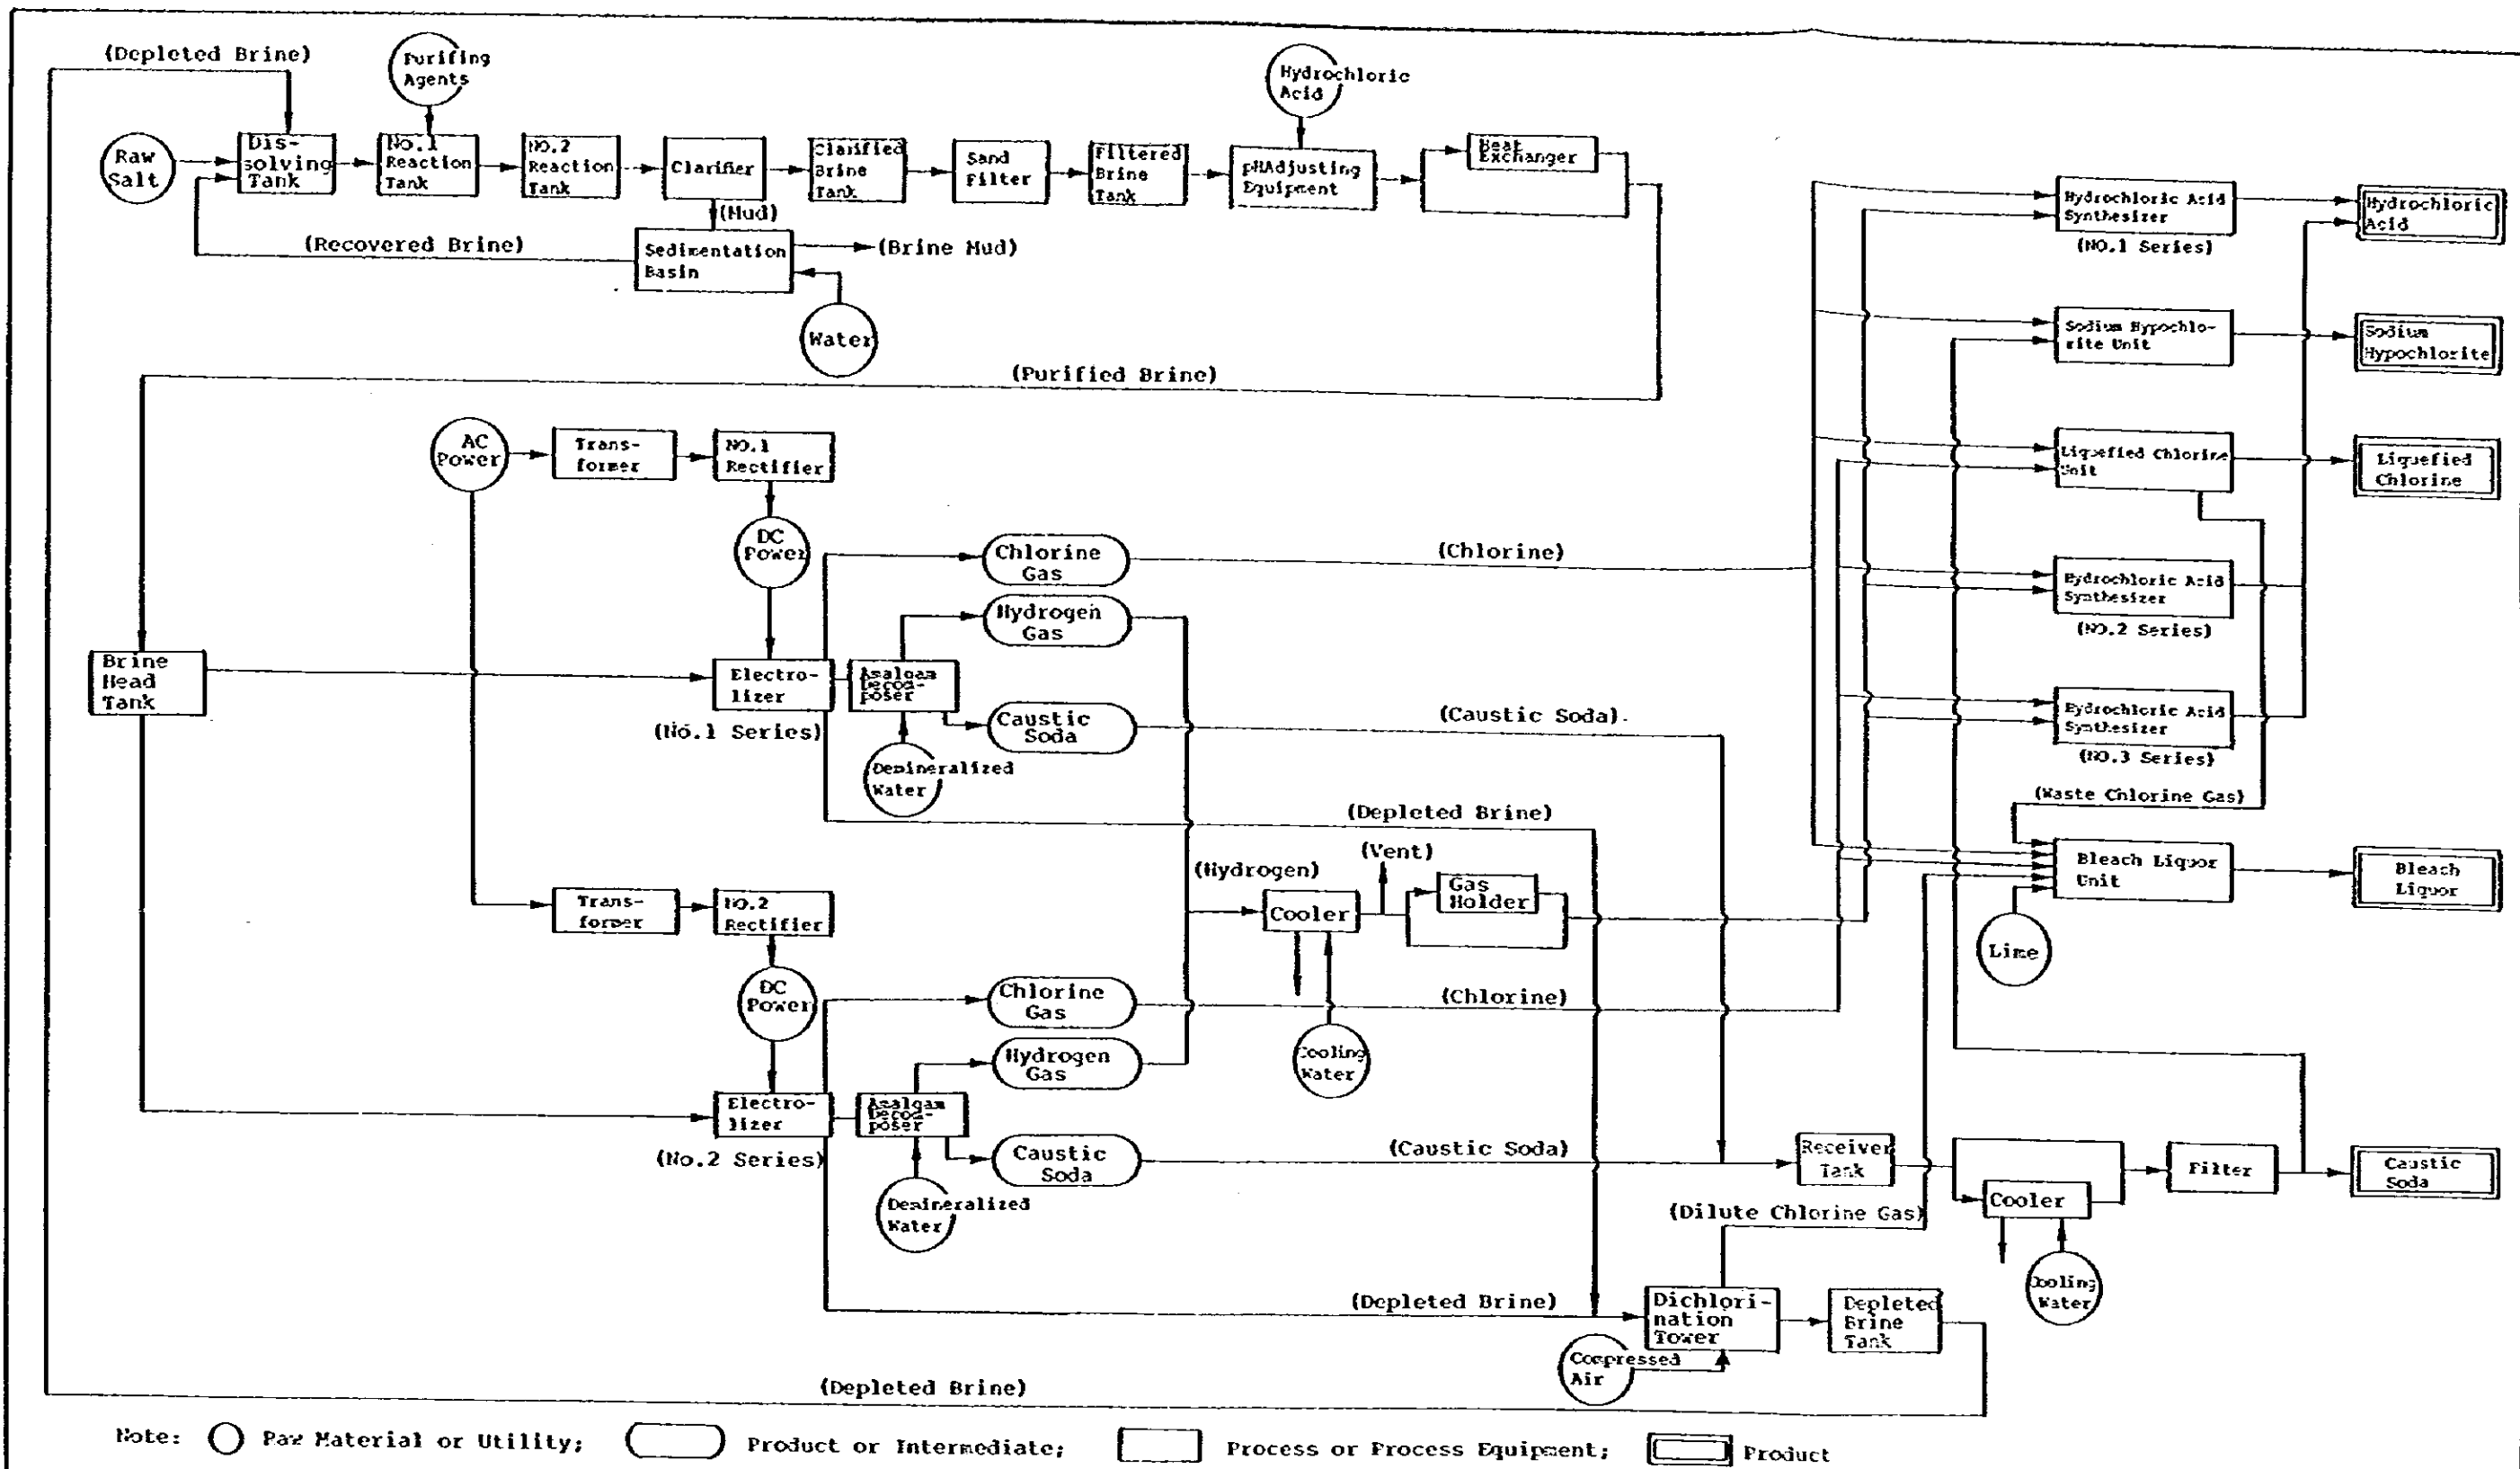 (Depleted Brine)
Purifing
Agents
Hydrochloric
Acid
Raw
Salt
Dis-
solving
Tank
No.1
Reaction
Tank
NO.2
Reaction
Tank
Clarifier
Clarified
Brine
Tank
Sand
Filter
Filtered
Brine
Tank
pHAdjusting
Equipment
Heat
Exchanger
(Mud)
(Recovered Brine)
Sedimentation
Basin
(Brine Mud)
Water
(Purified Brine)
Hydrochloric Acid
Synthesizer
(NO.1 Series)
Hydrochloric
Acid
Sodium Hypochlo-
rite Unit
Sodium
Hypochlorite
Liquefied Chlorine
Unit
Liquefied
Chlorine
Hydrochloric Acid
Synthesizer
(NO.2 Series)
Hydrochloric Acid
Synthesizer
(NO.3 Series)
(Waste Chlorine Gas)
Bleach Liquor
Unit
Bleach
Liquor
Lime
AC
Power
Trans-
former
NO.1
Rectifier
DC
Power
Chlorine
Gas
(Chlorine)
Hydrogen
Gas
Brine
Head
Tank
Electro-
lizer
(No.1 Series)
Amalgam
Decom-
poser
Caustic
Soda
(Caustic Soda)
Demineralized
Water
(Depleted Brine)
(Vent)
(Hydrogen)
Cooler
Gas
Holder
Cooling
Water
Trans-
former
NO.2
Rectifier
DC
Power
Chlorine
Gas
(Chlorine)
Hydrogen
Gas
Electro-
lizer
(No.2 Series)
Amalgam
Decom-
poser
Caustic
Soda
(Caustic Soda)
Demineralized
Water
Receiver
Tank
Cooler
Filter
Caustic
Soda
Cooling
Water
(Dilute Chlorine Gas)
(Depleted Brine)
Dichlori-
nation
Tower
Depleted
Brine
Tank
Compressed
Air
(Depleted Brine)
Note: Raw Material or Utility; Product or Intermediate; Process or Process Equipment; Product